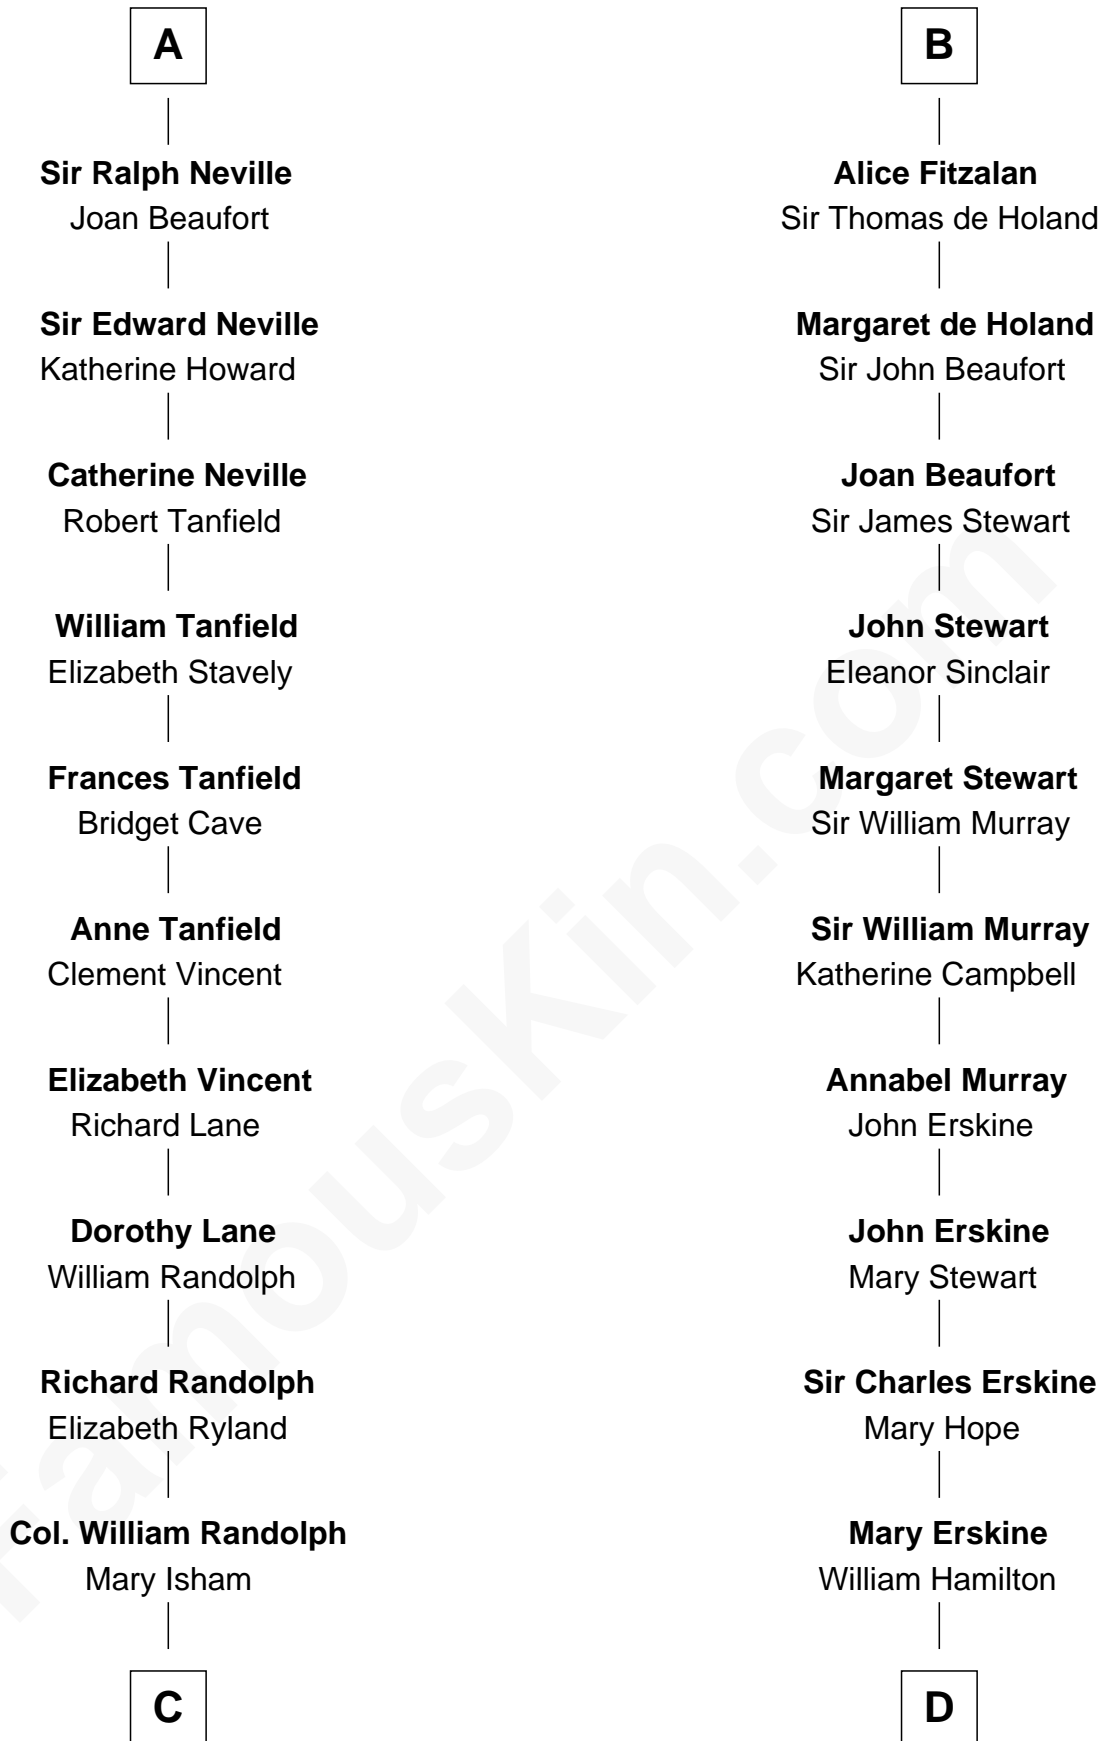 A
Sir Ralph Neville
Joan Beaufort
Sir Edward Neville
Katherine Howard
Catherine Neville
Robert Tanfield
William Tanfield
Elizabeth Stavely
Frances Tanfield
Bridget Cave
Anne Tanfield
Clement Vincent
Elizabeth Vincent
Richard Lane
Dorothy Lane
William Randolph
Richard Randolph
Elizabeth Ryland
Col. William Randolph
Mary Isham
C
B
Alice Fitzalan
Sir Thomas de Holand
Margaret de Holand
Sir John Beaufort
Joan Beaufort
Sir James Stewart
John Stewart
Eleanor Sinclair
Margaret Stewart
Sir William Murray
Sir William Murray
Katherine Campbell
Annabel Murray
John Erskine
John Erskine
Mary Stewart
Sir Charles Erskine
Mary Hope
Mary Erskine
William Hamilton
D
FamousKin.com